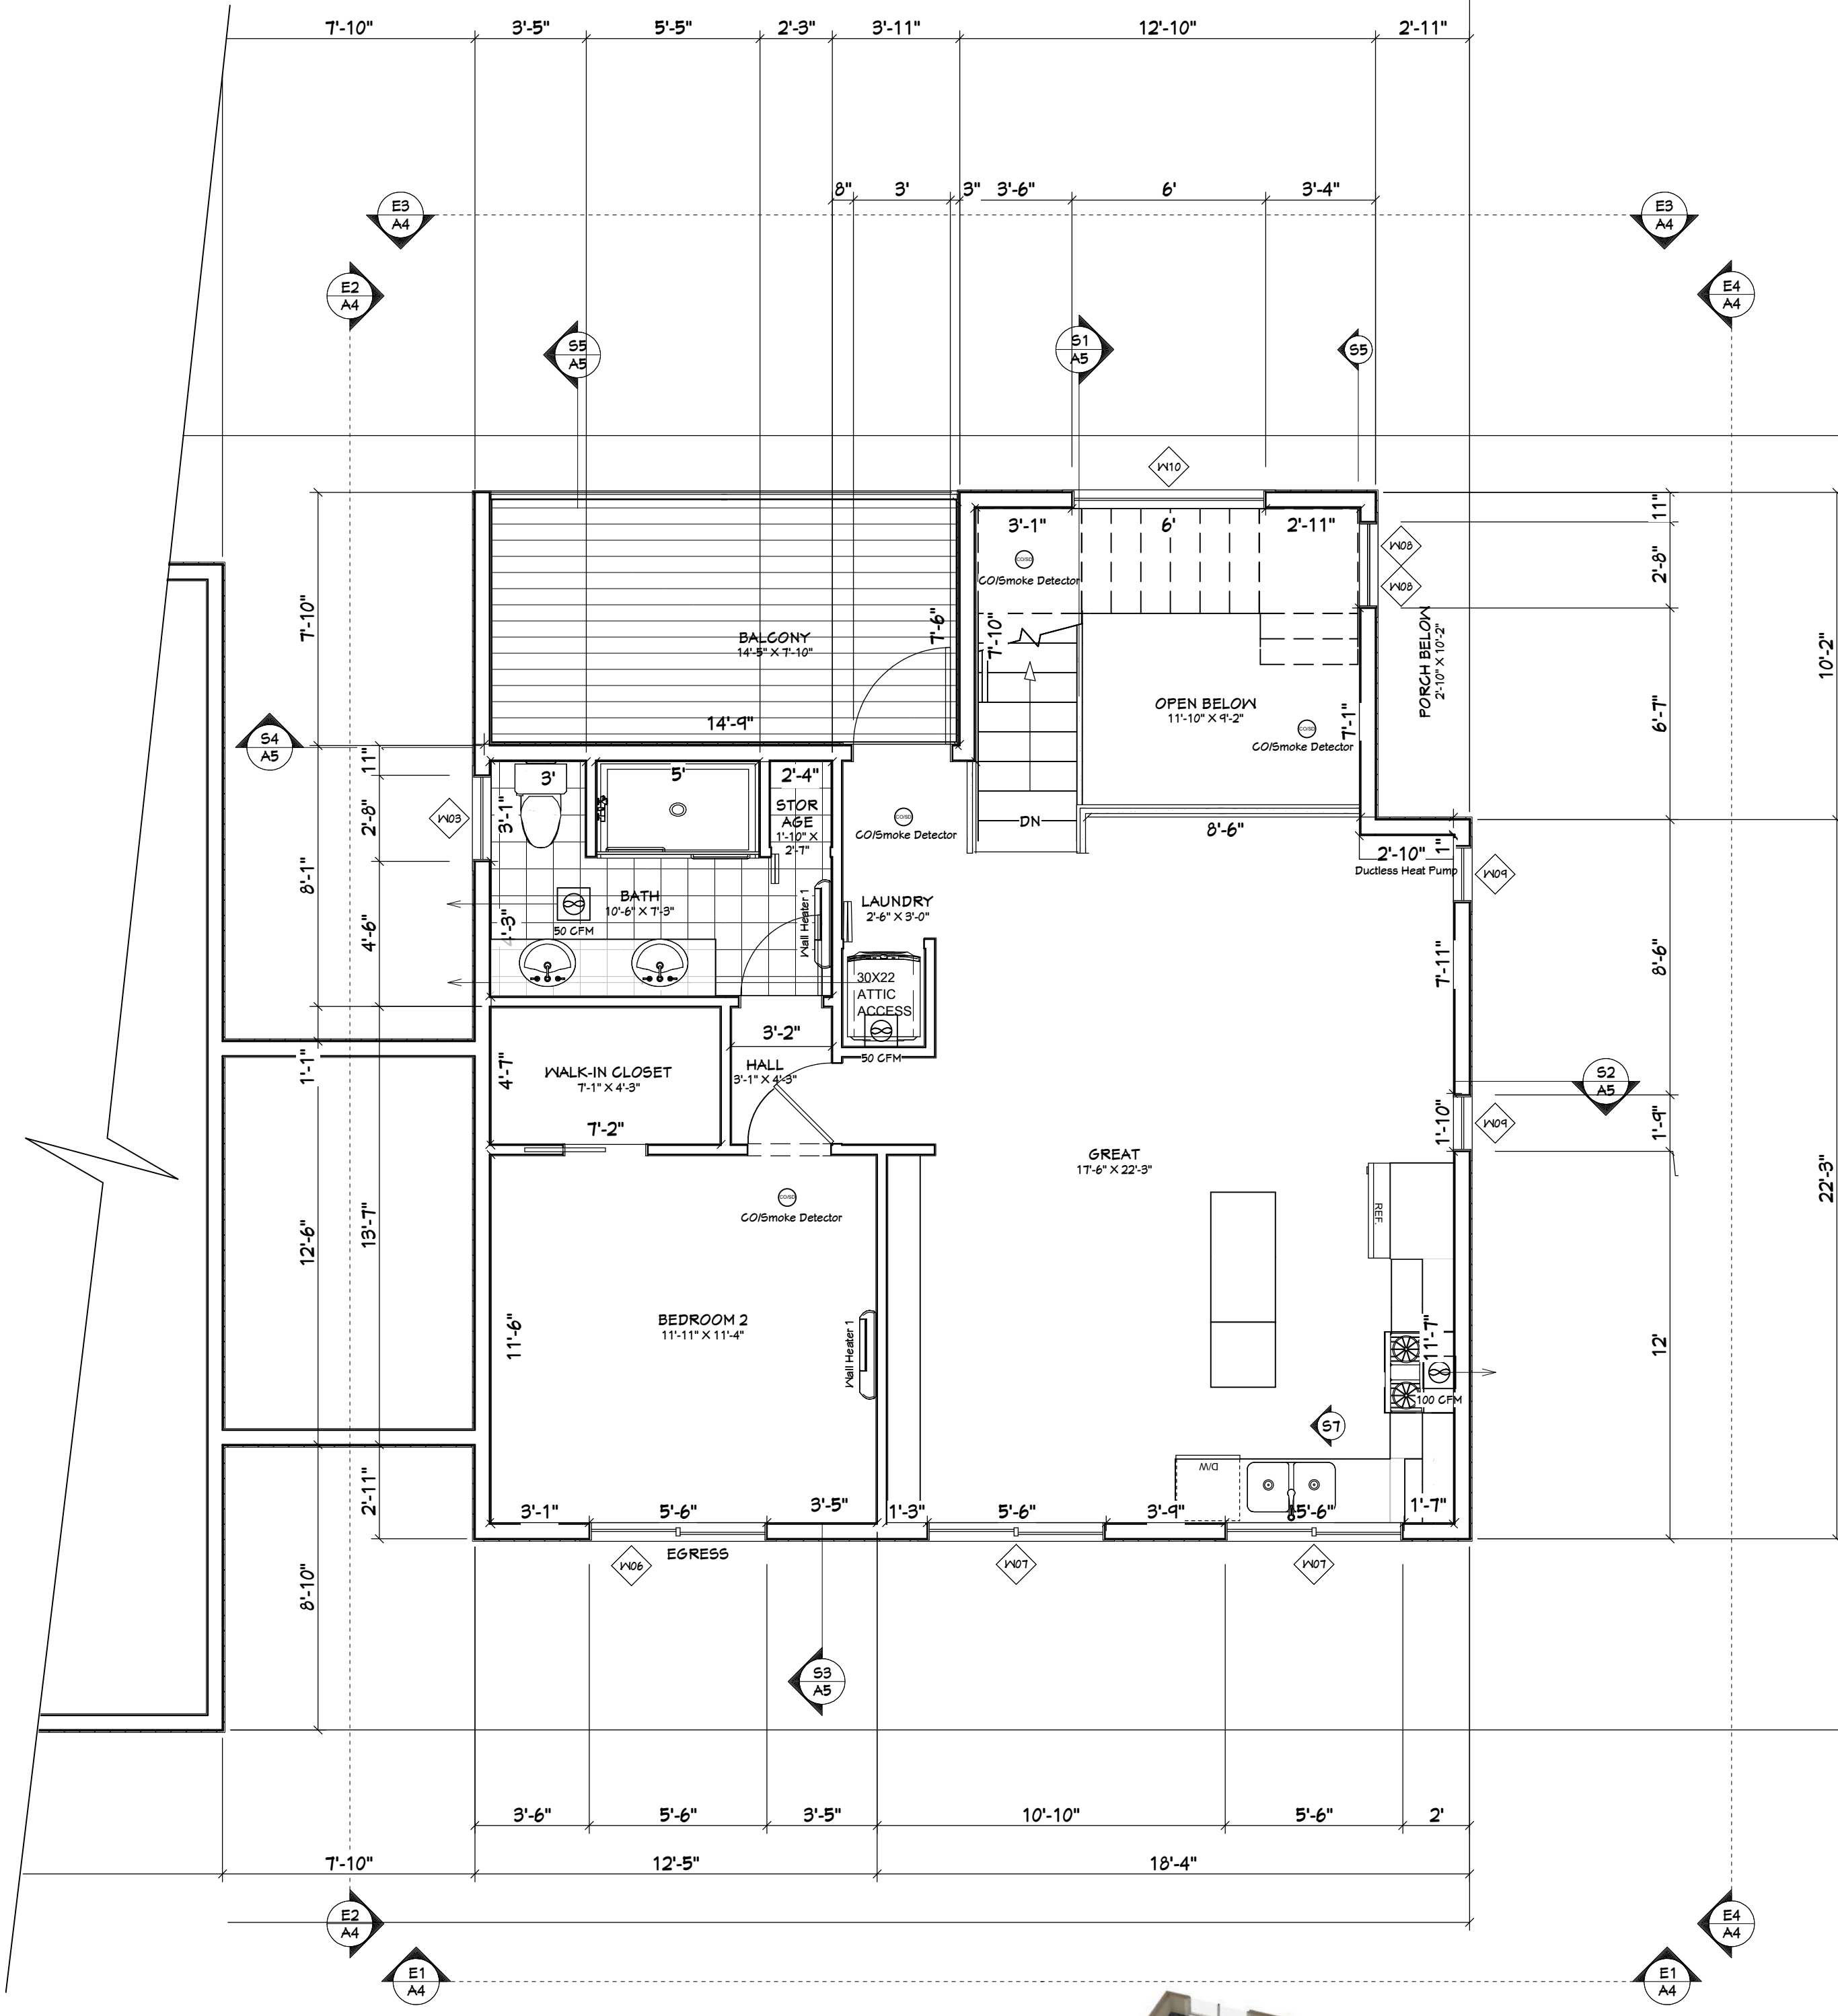 7'-10" 3'-5" 5'-5" 2'-3" 3'-11" 12'-10" 2'-11"
8" 3' 3" 3'-6" 6' 3'-4"
E3
A4
E3
A4
E2
A4
E4
A4
S5
A5
S1
A5
S5
W10
3'-1" 6' 2'-11"
11"
W08
W08
2'-8"
CO/SD
CO/Smoke Detector
7'-10"
7'-6"
7'-10"
BALCONY
14'-5" X 7'-10"
14'-9"
PORCH BELOW
2'-10" X 10'-2"
10'-2"
OPEN BELOW
11'-10" X 9'-2"
CO/SD
CO/Smoke Detector
7'-1"
6'-7"
S4
A5
11"
3' 5' 2'-4"
STOR
AGE
1'-10" X
2'-7"
3'-1"
2'-8"
W03
CO/SD
CO/Smoke Detector
DN
8'-6"
1"
2'-10"
Ductless Heat Pump
W09
8'-1"
BATH
10'-6" X 7'-3"
50 CFM
4'-3"
4'-6"
Wall Heater 1
LAUNDRY
2'-6" X 3'-0"
7'-11"
8'-6"
30X22
ATTIC
ACCESS
50 CFM
3'-2"
HALL
3'-1" X 4'-3"
1'-1"
4'-7"
WALK-IN CLOSET
7'-1" X 4'-3"
7'-2"
S2
A5
1'-10"
W09
1'-9"
GREAT
17'-6" X 22'-3"
22'-3"
REF.
CO/SD
CO/Smoke Detector
12'-6"
13'-7"
11'-6"
BEDROOM 2
11'-11" X 11'-4"
Wall Heater 1
11'-7"
12'
100 CFM
S7
D/W
2'-11"
3'-1" 5'-6" 3'-5" 1'-3" 5'-6" 3'-9" 5'-6" 1'-7"
W06
EGRESS
W07
W07
8'-10"
S3
A5
3'-6" 5'-6" 3'-5" 10'-10" 5'-6" 2'
7'-10" 12'-5" 18'-4"
E2
A4
E4
A4
E1
A4
E1
A4